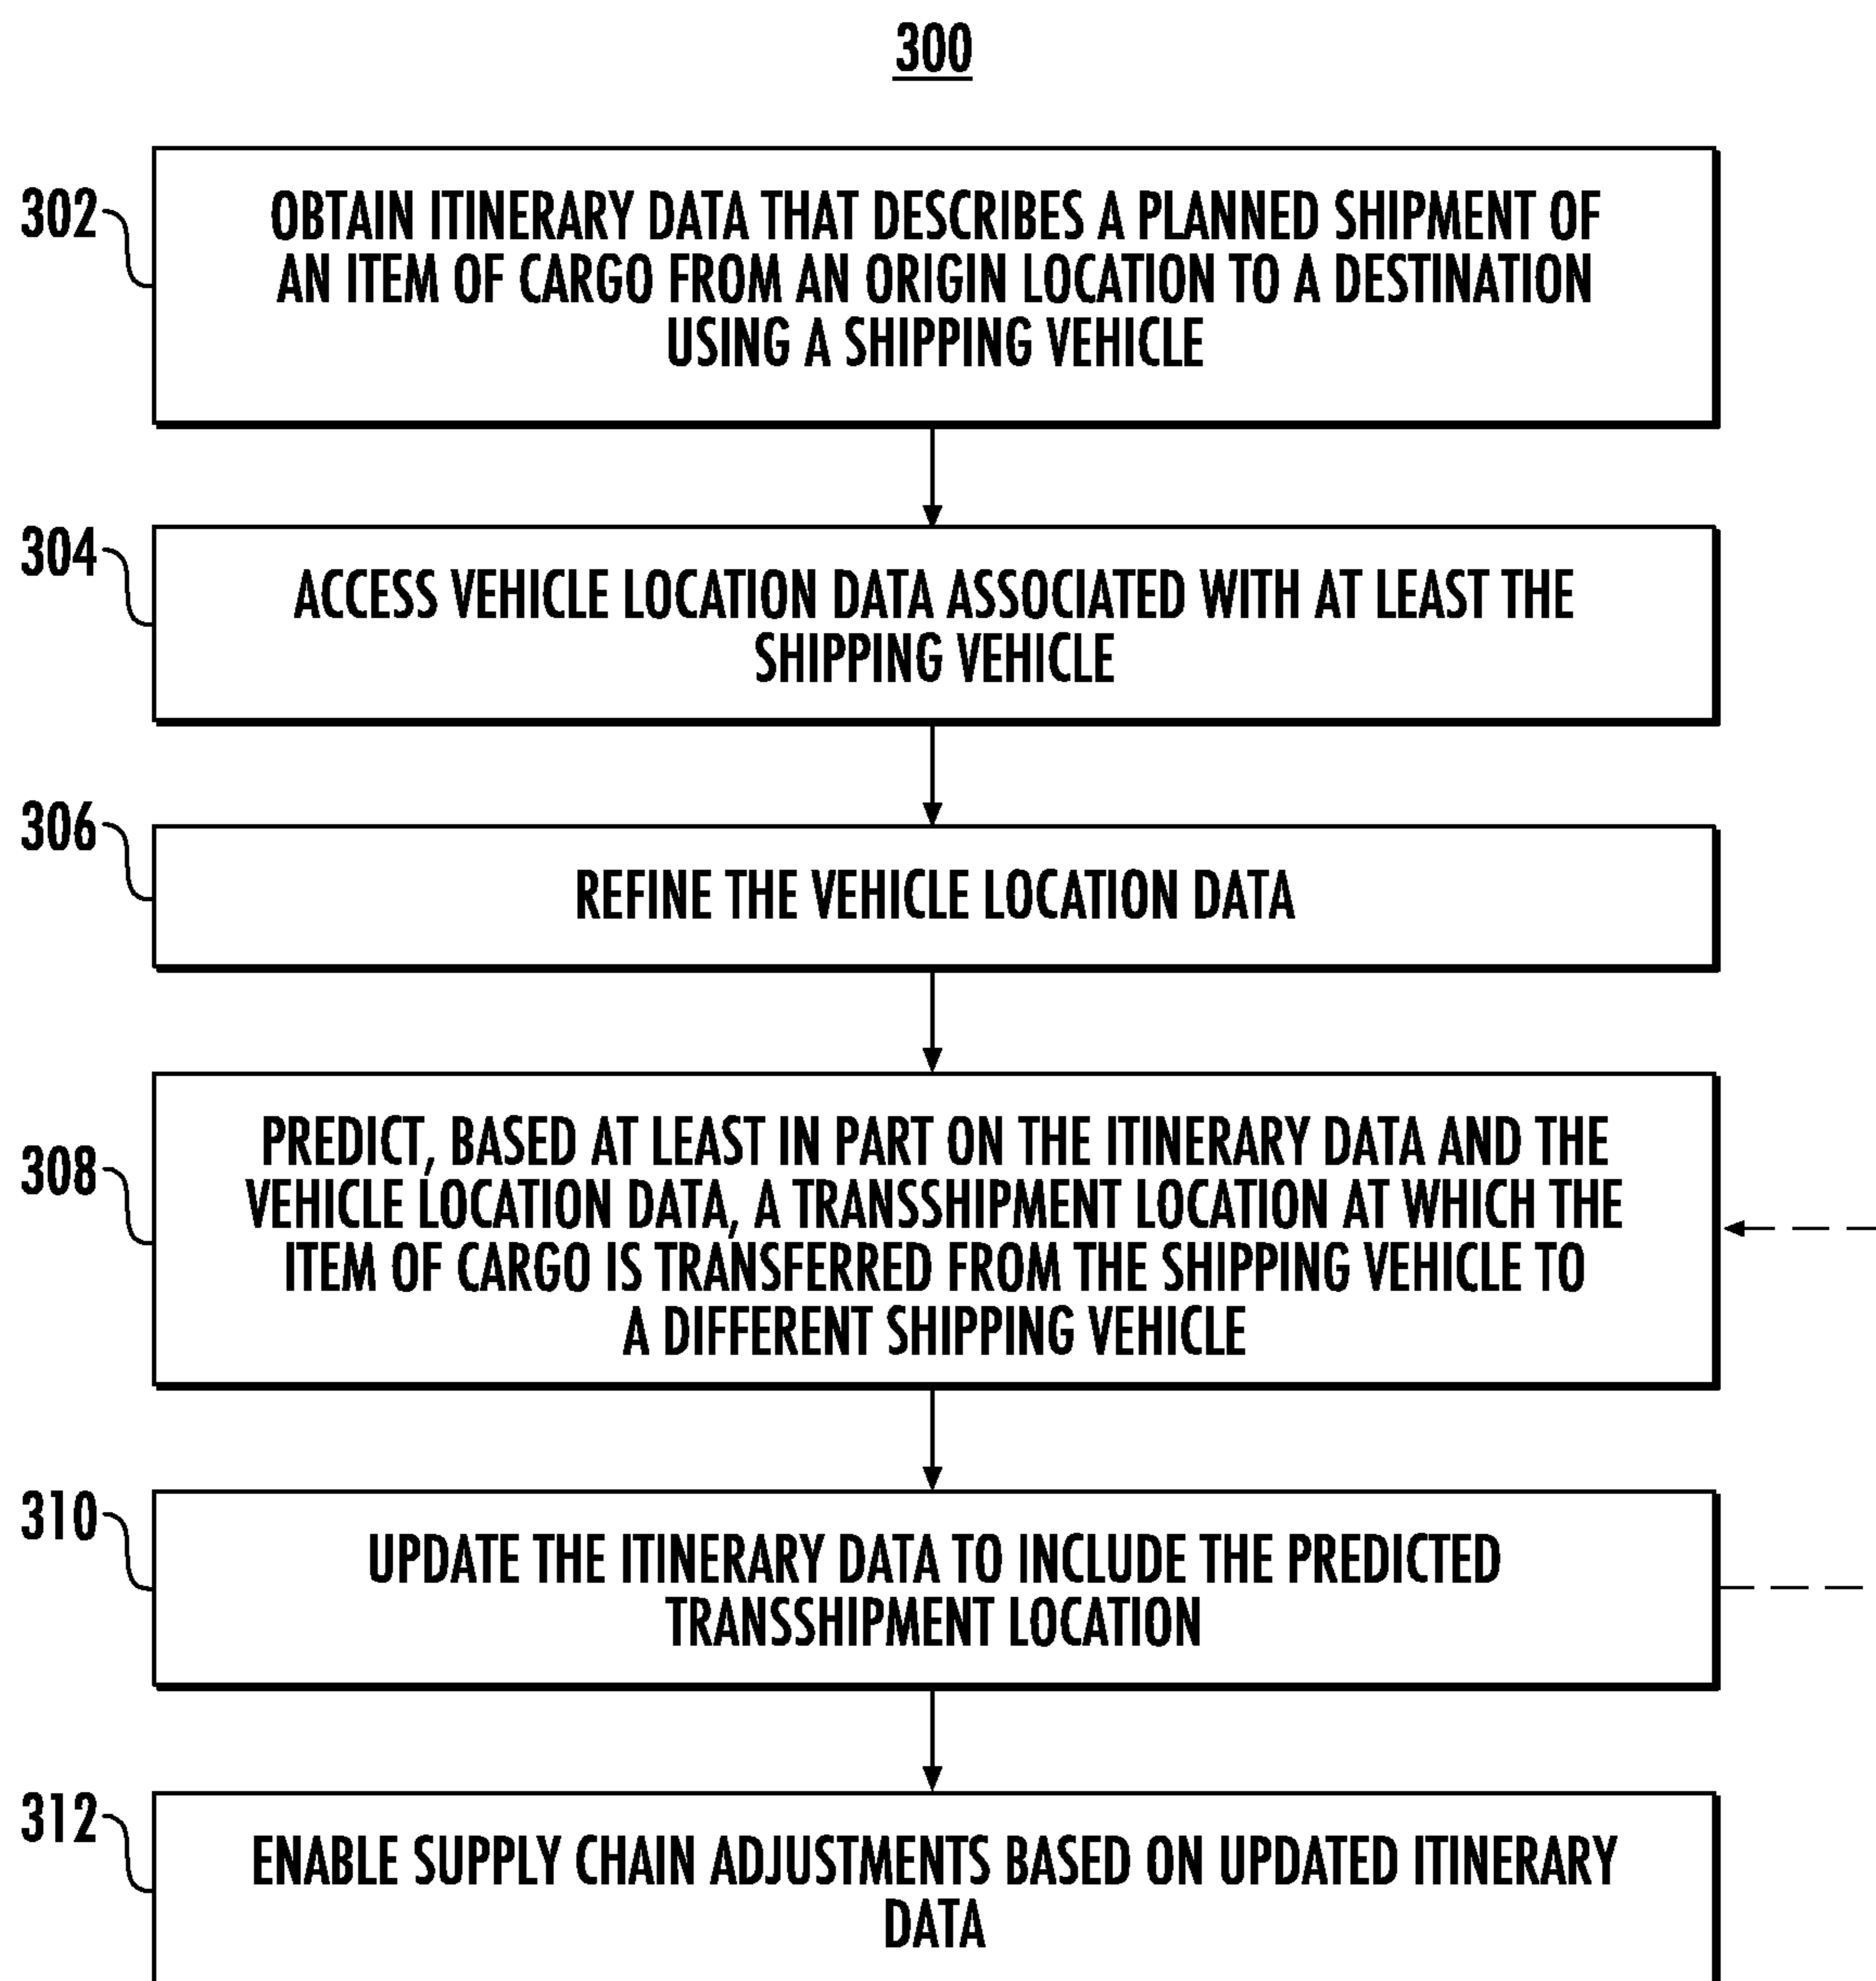 300
302
OBTAIN ITINERARY DATA THAT DESCRIBES A PLANNED SHIPMENT OF
AN ITEM OF CARGO FROM AN ORIGIN LOCATION TO A DESTINATION
USING A SHIPPING VEHICLE
304
ACCESS VEHICLE LOCATION DATA ASSOCIATED WITH AT LEAST THE
SHIPPING VEHICLE
306
REFINE THE VEHICLE LOCATION DATA
308
PREDICT, BASED AT LEAST IN PART ON THE ITINERARY DATA AND THE
VEHICLE LOCATION DATA, A TRANSSHIPMENT LOCATION AT WHICH THE
ITEM OF CARGO IS TRANSFERRED FROM THE SHIPPING VEHICLE TO
A DIFFERENT SHIPPING VEHICLE
310
UPDATE THE ITINERARY DATA TO INCLUDE THE PREDICTED
TRANSSHIPMENT LOCATION
312
ENABLE SUPPLY CHAIN ADJUSTMENTS BASED ON UPDATED ITINERARY
DATA